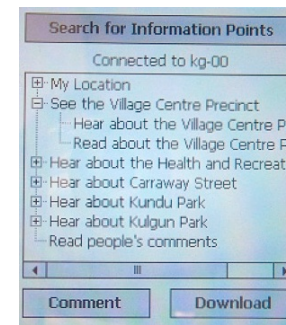 Search for Information Points
Connected to kg-00
My Location
See the Village Centre Precinct
Hear about the Village Centre P
Read about the Village Centre P
Hear about the Health and Recreat
Hear about Carraway Street
Hear about Kundu Park
Hear about Kulgun Park
Read people's comments
Comment Download